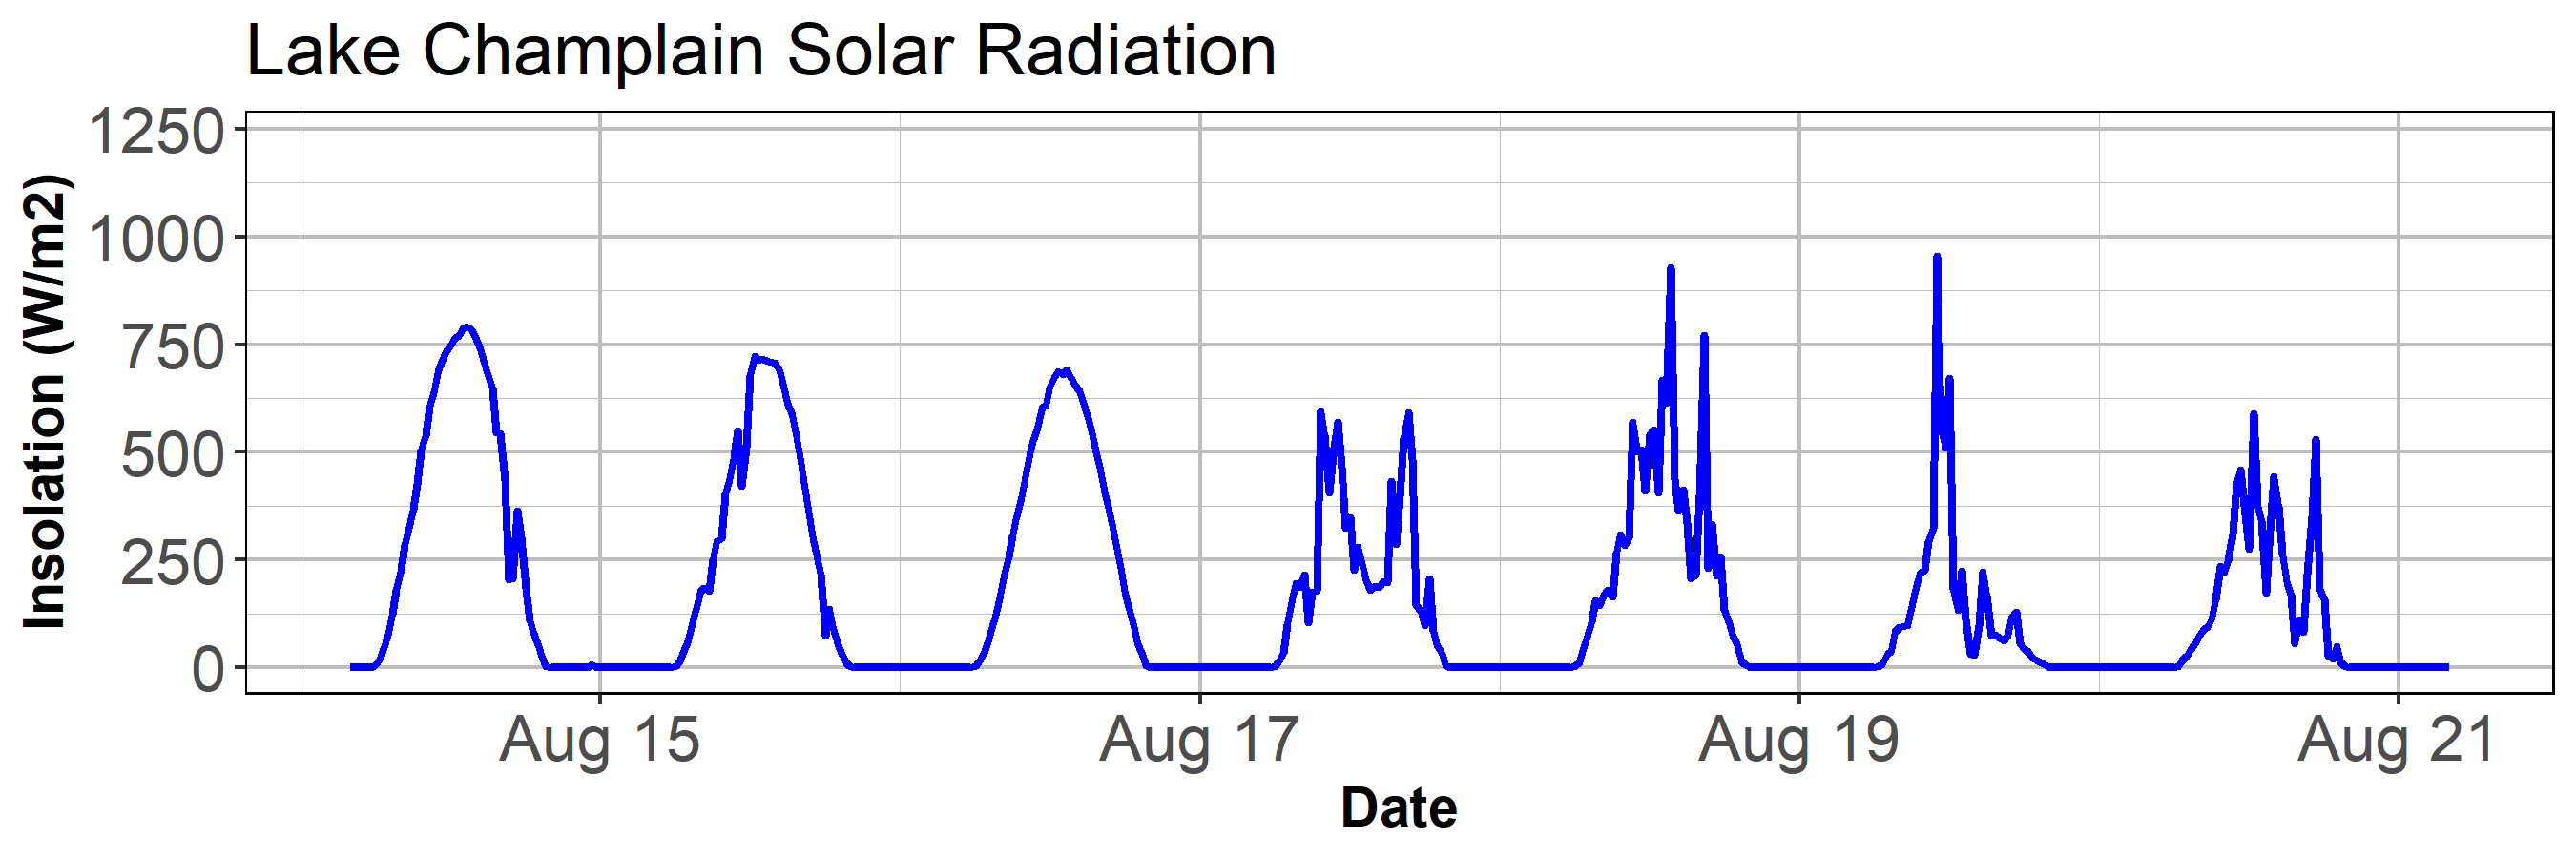 Lake Champlain Solar Radiation
Insolation (W/m2)
1250
1000
750
500
250
0
Aug 15 Aug 17 Aug 19 Aug 21
Date